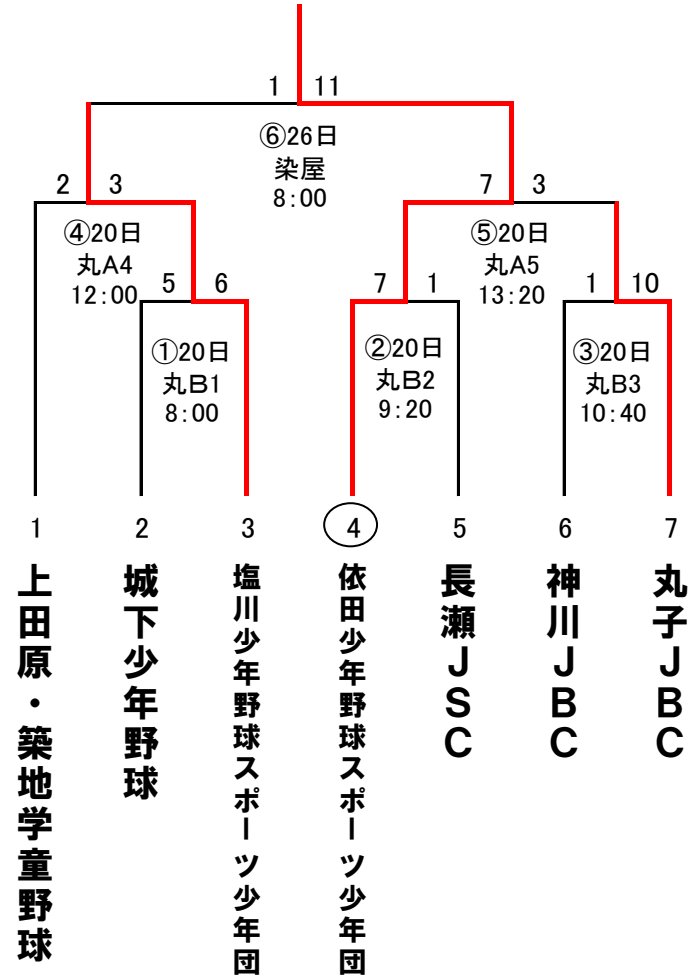 1 11
⑥26日
染屋
8:00
2 3
7 3
④20日
丸A4
12:00
⑤20日
丸A5
13:20
5 6
7 1
1 10
①20日
丸B1
8:00
②20日
丸B2
9:20
③20日
丸B3
10:40
1 2 3 4 5 6 7
上田原・築地学童野球
城下少年野球
塩川少年野球スポーツ少年団
依田少年野球スポーツ少年団
長瀬JSC
神川JBC
丸子JBC